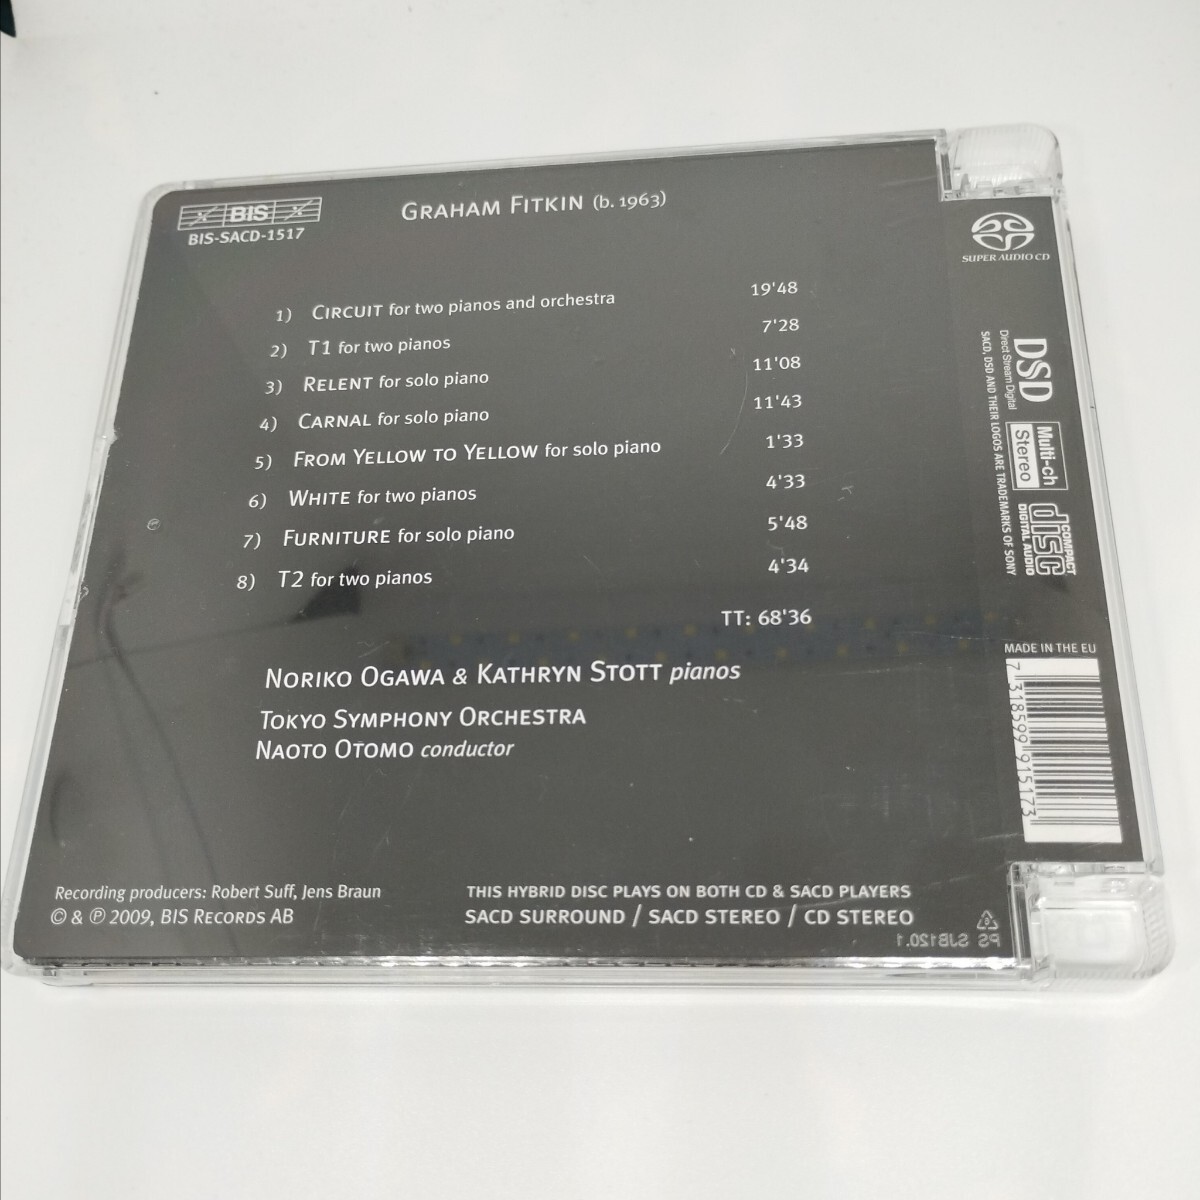 BIS
BIS-SACD-1517
GRAHAM FITKIN (b. 1963)
1) CIRCUIT for two pianos and orchestra 19'48
2) T1 for two pianos 7'28
3) RELENT for solo piano 11'08
4) CARNAL for solo piano 11'43
5) FROM YELLOW TO YELLOW for solo piano 1'33
6) WHITE for two pianos 4'33
7) FURNITURE for solo piano 5'48
8) T2 for two pianos 4'34
TT: 68'36
NORIKO OGAWA & KATHRYN STOTT pianos
TOKYO SYMPHONY ORCHESTRA
NAOTO OTOMO conductor
Recording producers: Robert Suff, Jens Braun
© & ℗ 2009, BIS RECORDS AB
THIS HYBRID DISC PLAYS ON BOTH CD & SACD PLAYERS
SACD SURROUND / SACD STEREO / CD STEREO
SUPER AUDIO CD
DSD
Direct Stream Digital
SACD, DSD AND THEIR LOGOS ARE TRADEMARKS OF SONY
Multi-ch
Stereo
COMPACT
disc
DIGITAL AUDIO
MADE IN THE EU
7 318599 915173
6
PS SJB120.1